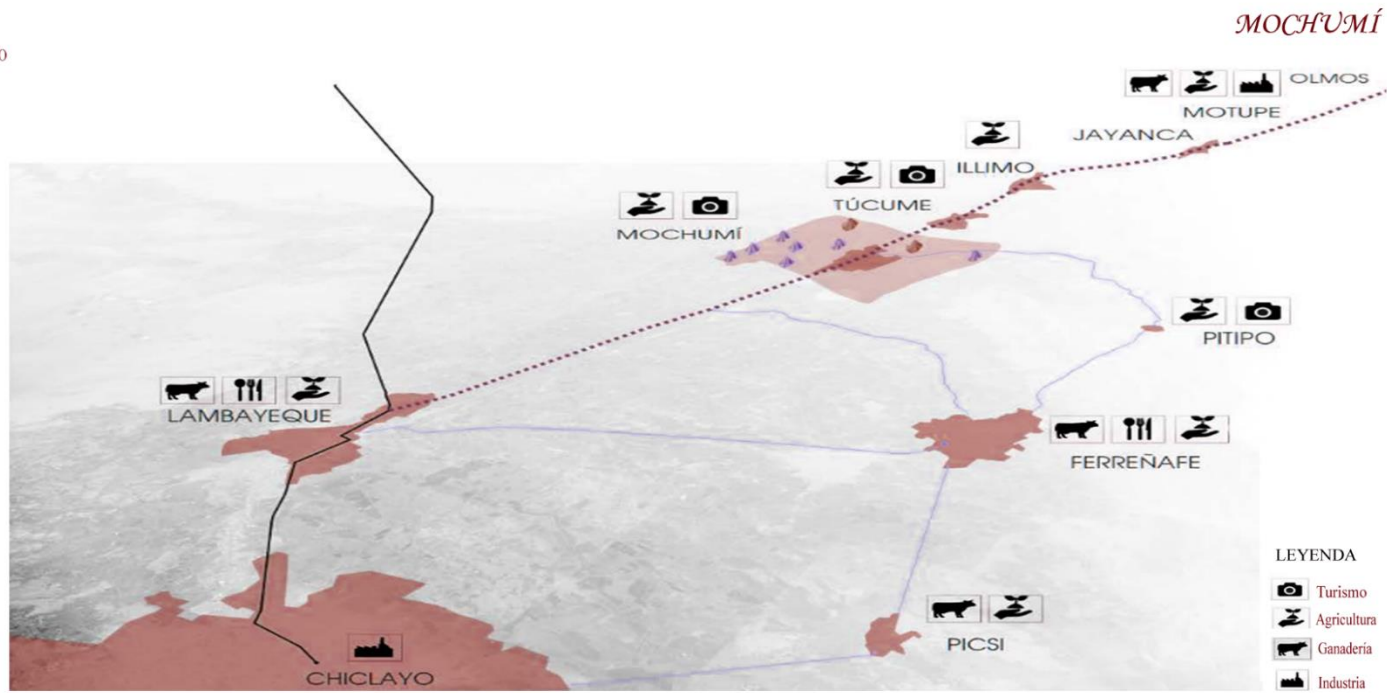 MOCHUMÍ
OLMOS
MOTUPE
JAYANCA
ILLIMO
TÚCUME
MOCHUMÍ
PITIPO
LAMBAYEQUE
FERREÑAFE
PICSI
CHICLAYO
LEYENDA
Turismo
Agricultura
Ganadería
Industria